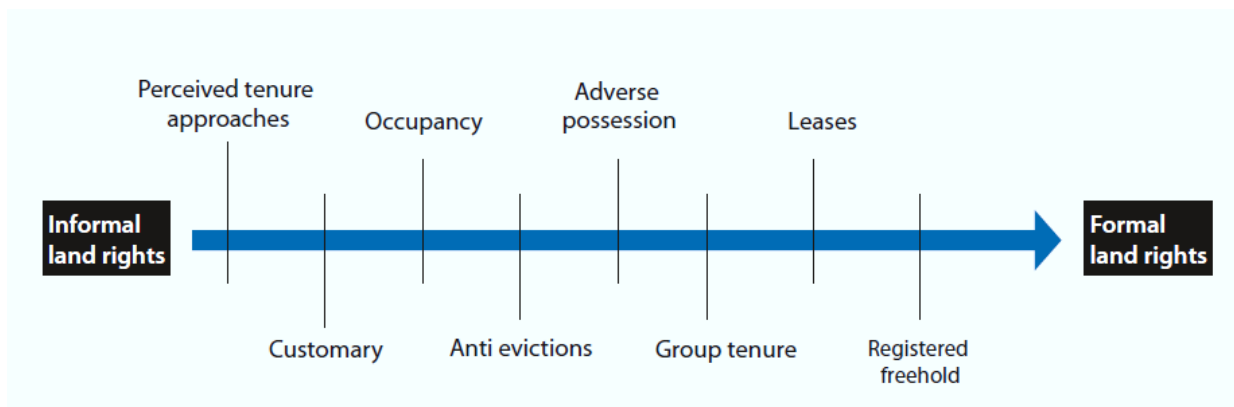 Perceived tenure
approaches
Occupancy
Adverse
possession
Leases
Informal
land rights
Formal
land rights
Customary
Anti evictions
Group tenure
Registered
freehold